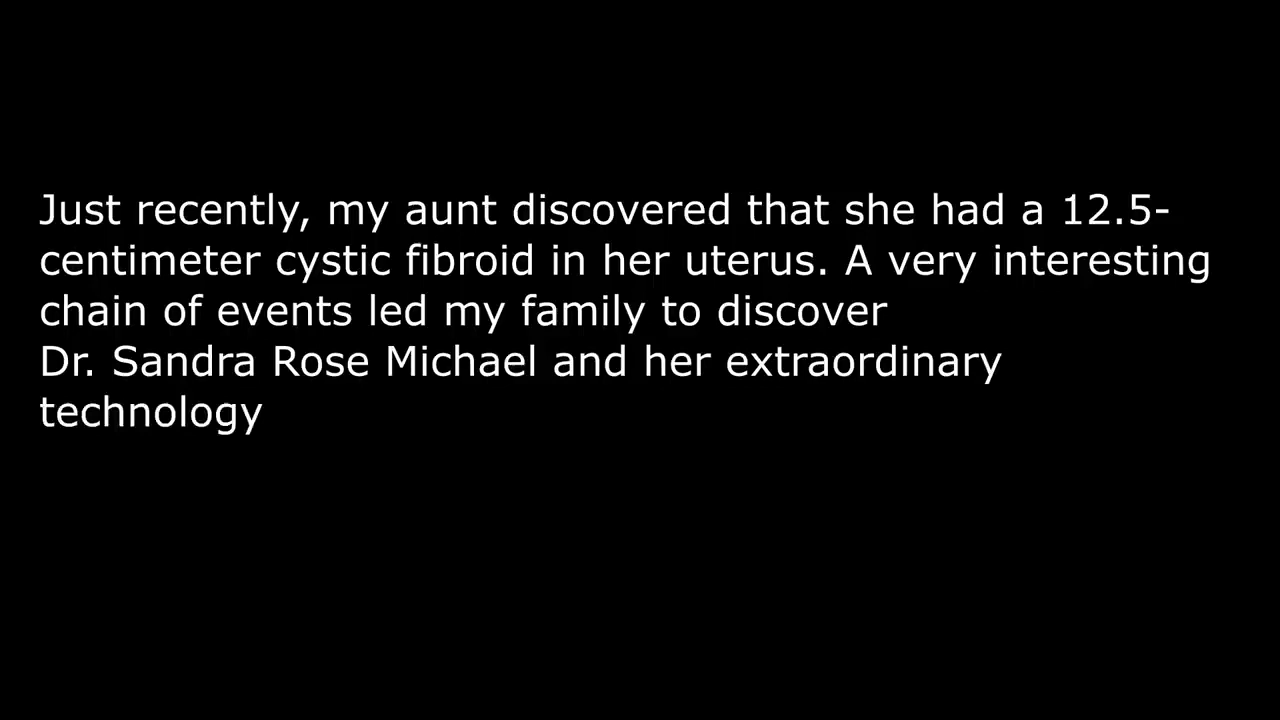 Just recently, my aunt discovered that she had a 12.5-
centimeter cystic fibroid in her uterus. A very interesting
chain of events led my family to discover
Dr. Sandra Rose Michael and her extraordinary
technology